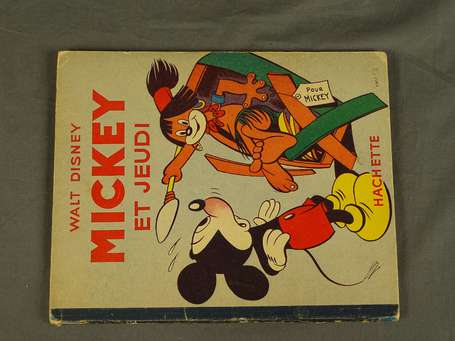 WALT DISNEY
MICKEY
ET JEUDI
POUR
MICKEY
HACHETTE